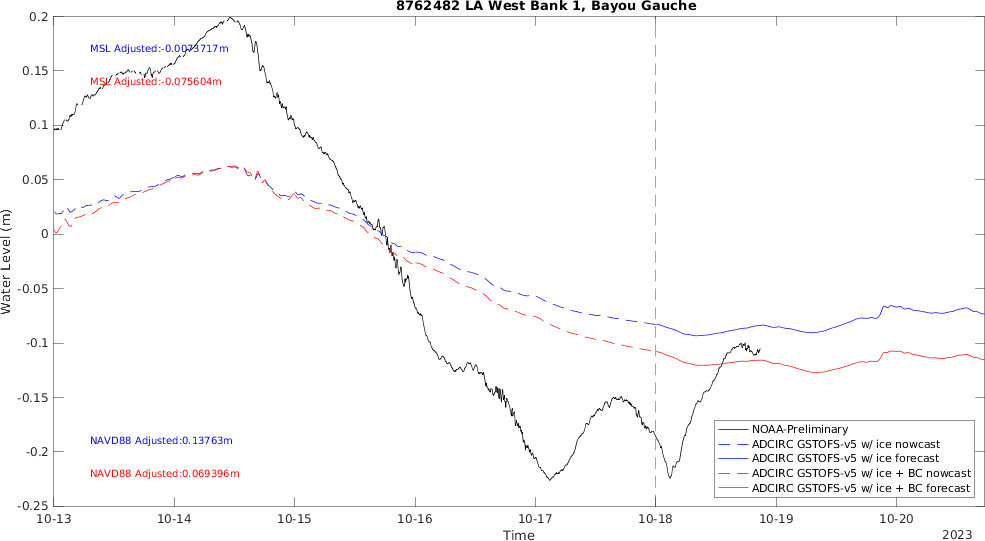 8762482 LA West Bank 1, Bayou Gauche
Water Level (m)
0.2
0.15
0.1
0.05
0
-0.05
-0.1
-0.15
-0.2
-0.25
MSL Adjusted:-0.0073717m
MSL Adjusted:-0.075604m
NAVD88 Adjusted:0.13763m
NAVD88 Adjusted:0.069396m
NOAA-Preliminary
ADCIRC GSTOFS-v5 w/ ice nowcast
ADCIRC GSTOFS-v5 w/ ice forecast
ADCIRC GSTOFS-v5 w/ ice + BC nowcast
ADCIRC GSTOFS-v5 w/ ice + BC forecast
10-13 10-14 10-15 10-16 10-17 10-18 10-19 10-20
Time
2023